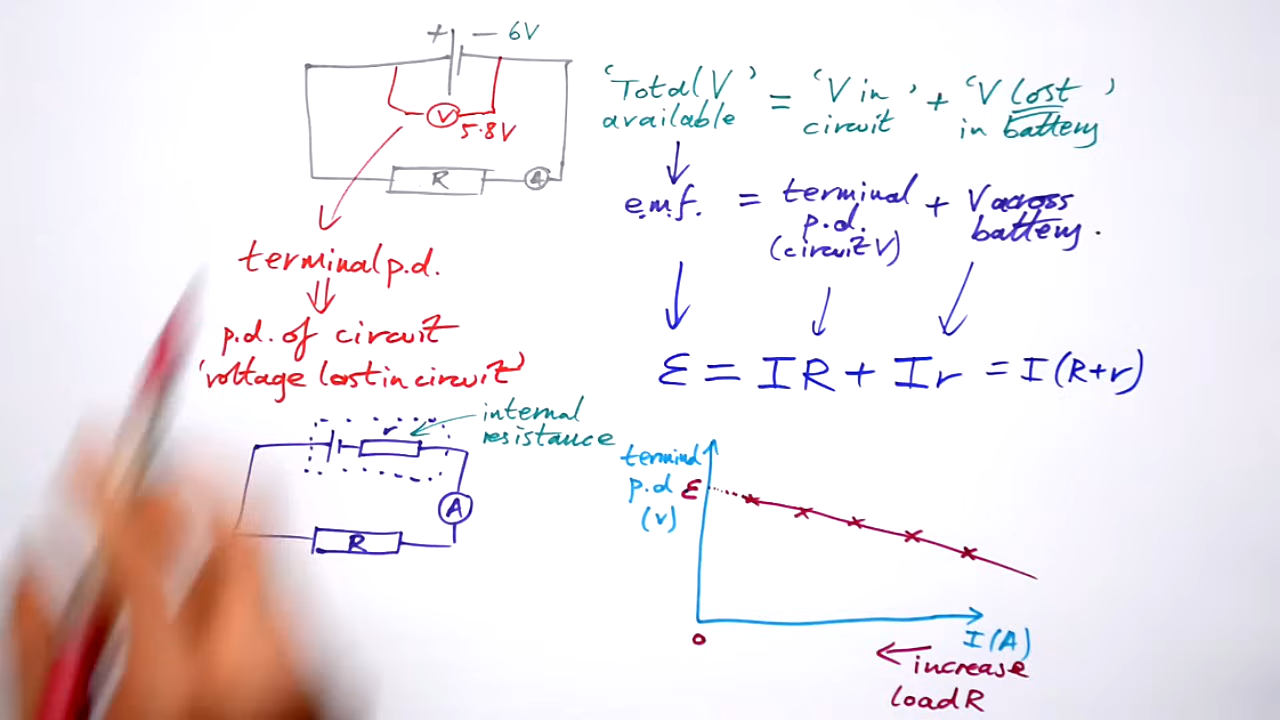 + − 6V
V
5.8V
R
A
terminal p.d.
p.d. of circuit
'voltage lost in circuit'
r
internal
resistance
A
R
'Total V' = 'V in' + 'V lost'
available circuit in battery
e.m.f. = terminal + V across
p.d. battery.
(circuit V)
ε = IR + Ir = I(R+r)
terminal
p.d ε
(V)
0
I (A)
increase
load R